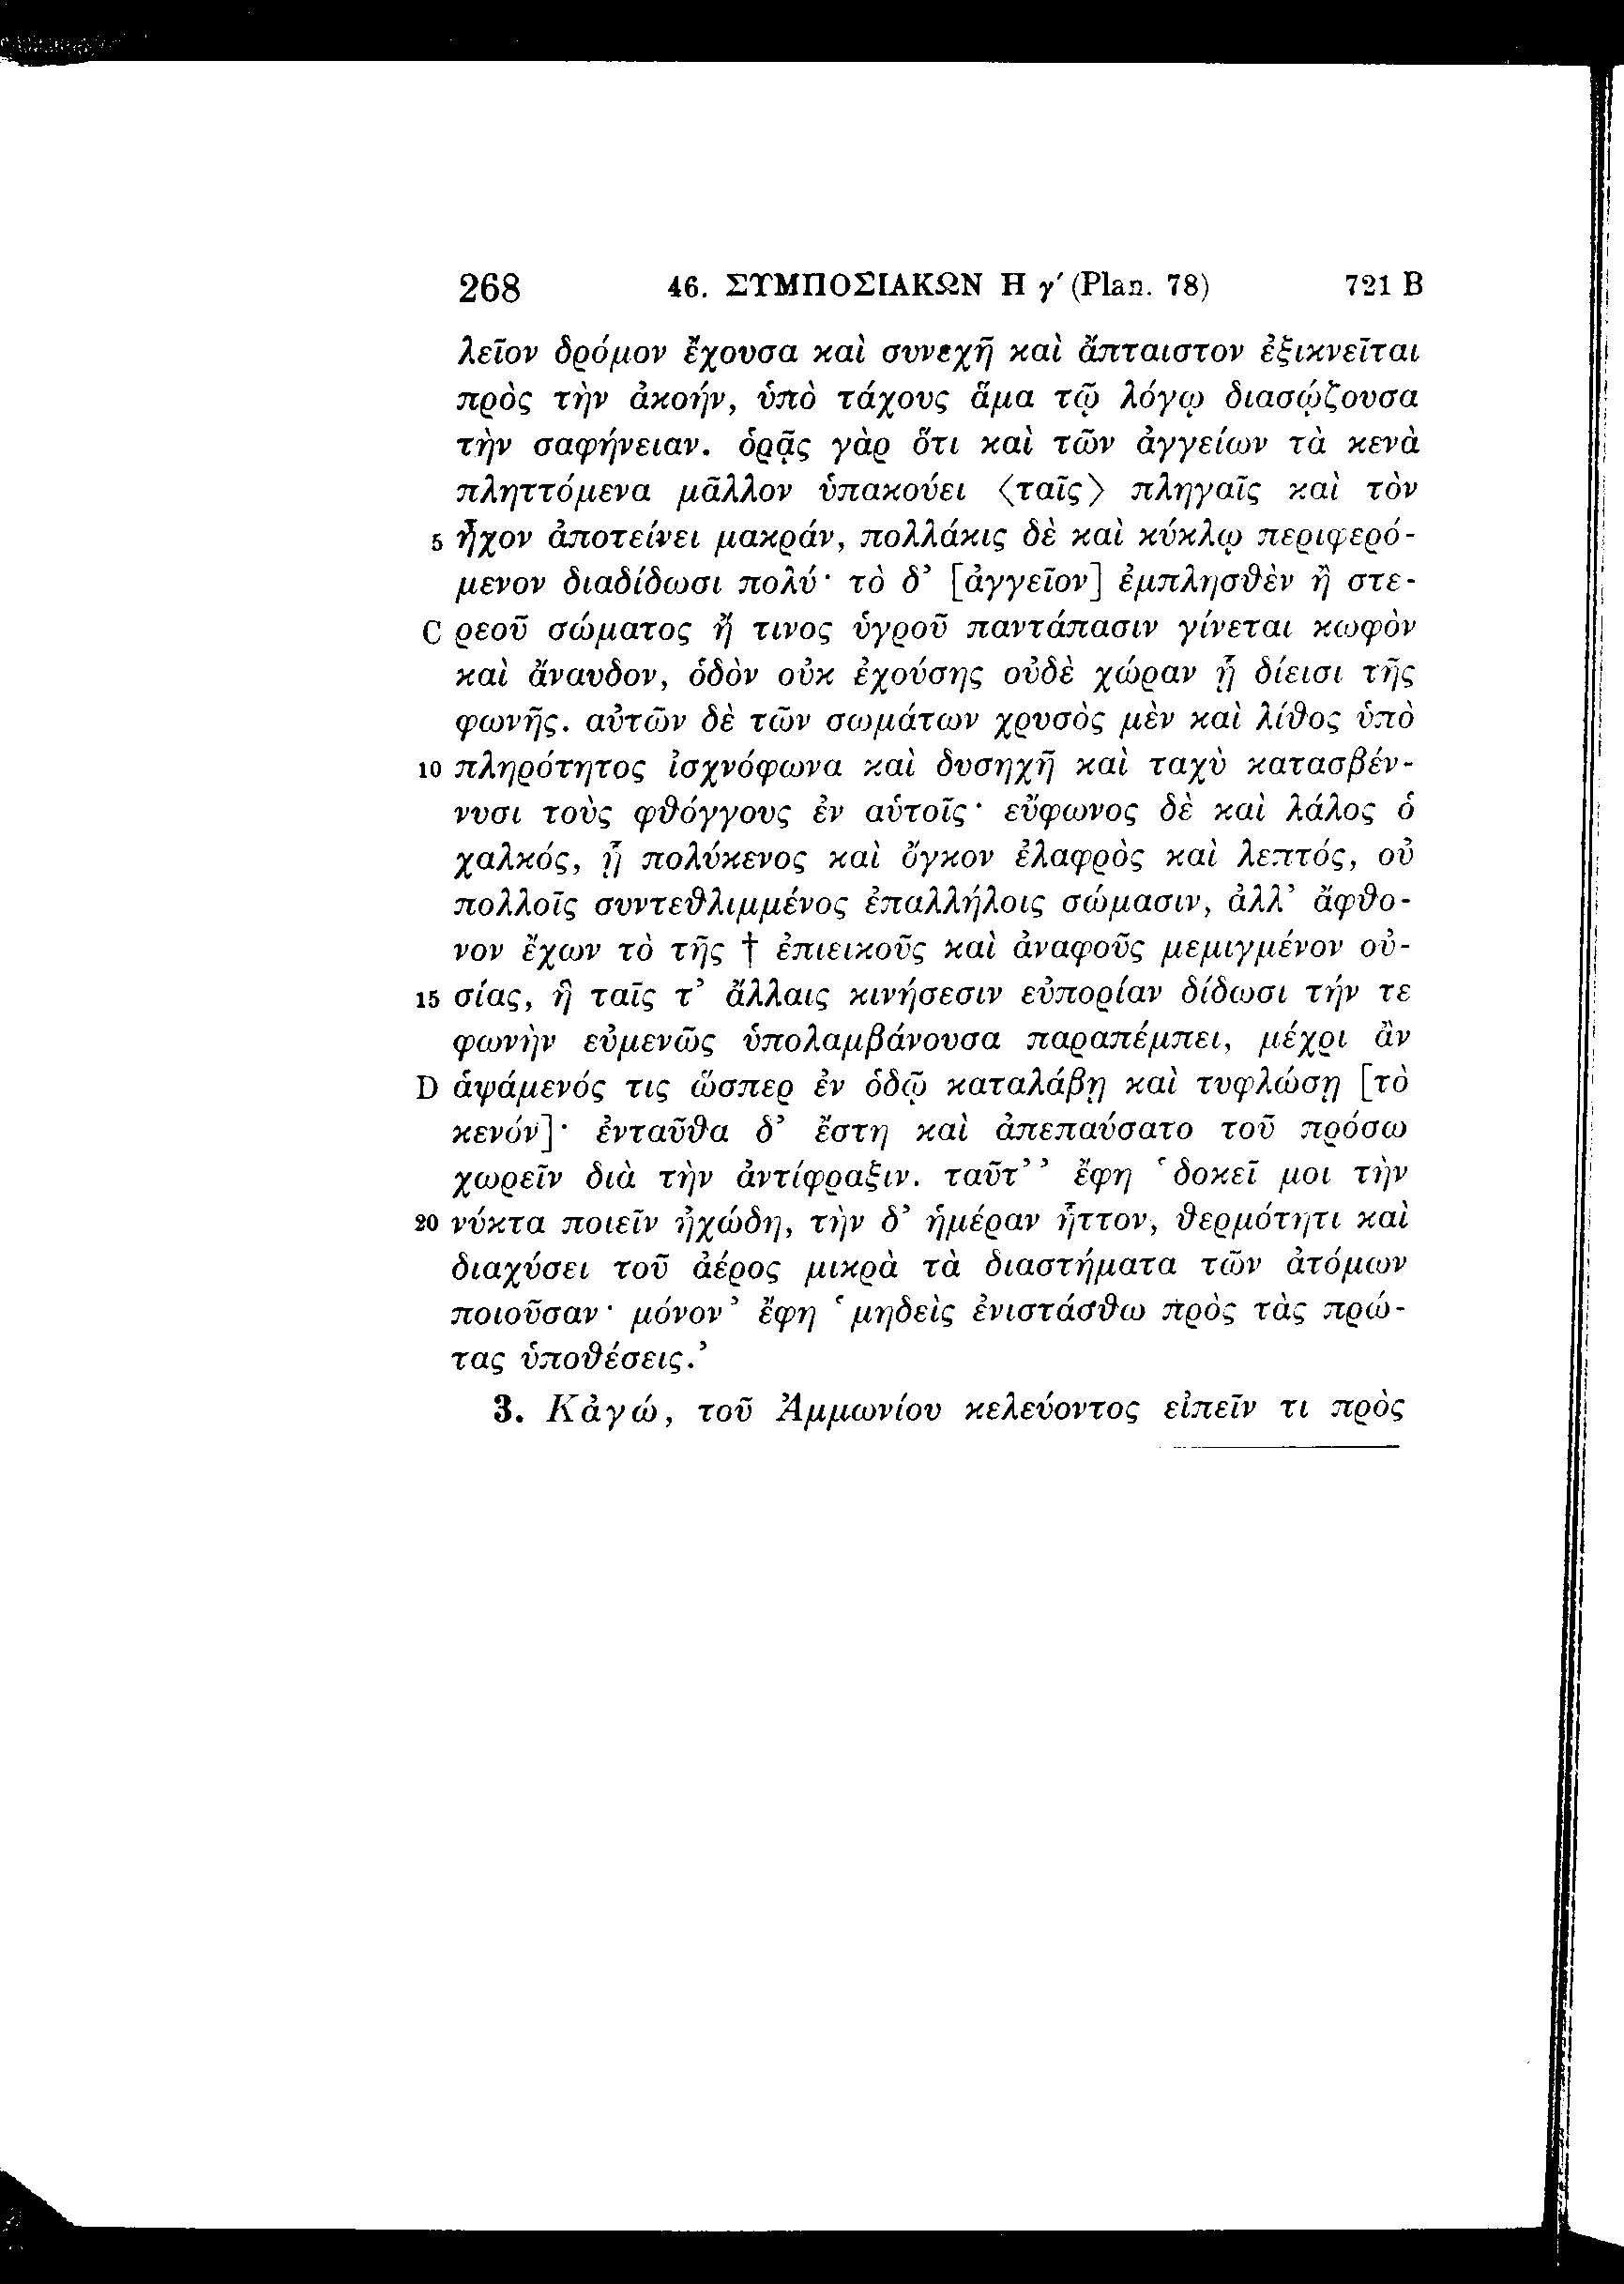 268 46. ΣΥΜΠΟΣΙΑΚΩΝ Η γ′ (Plan. 78) 721 B
λεῖον δρόμον ἔχουσα καὶ συνεχῆ καὶ ἄπταιστον ἐξικνεῖται
πρὸς τὴν ἀκοήν, ὑπὸ τάχους ἅμα τῷ λόγῳ διασῴζουσα
τὴν σαφήνειαν. ὁρᾷς γὰρ ὅτι καὶ τῶν ἀγγείων τὰ κενὰ
πληττόμενα μᾶλλον ὑπακούει ⟨ταῖς⟩ πληγαῖς καὶ τὸν
5 ἦχον ἀποτείνει μακράν, πολλάκις δὲ καὶ κύκλῳ περιφερό-
μενον διαδίδωσι πολύ· τὸ δ’ [ἀγγεῖον] ἐμπλησθὲν ἢ στε-
C ρεοῦ σώματος ἤ τινος ὑγροῦ παντάπασιν γίνεται κωφὸν
καὶ ἄναυδον, ὁδὸν οὐκ ἐχούσης οὐδὲ χώραν ᾗ δίεισι τῆς
φωνῆς. αὐτῶν δὲ τῶν σωμάτων χρυσὸς μὲν καὶ λίθος ὑπὸ
10 πληρότητος ἰσχνόφωνα καὶ δυσηχῆ καὶ ταχὺ κατασβέν-
νυσι τοὺς φθόγγους ἐν αὑτοῖς· εὔφωνος δὲ καὶ λάλος ὁ
χαλκός, ᾗ πολύκενος καὶ ὄγκον ἐλαφρὸς καὶ λεπτός, οὐ
πολλοῖς συντεθλιμμένος ἐπαλλήλοις σώμασιν, ἀλλ’ ἄφθο-
νον ἔχων τὸ τῆς † ἐπιεικοῦς καὶ ἀναφοῦς μεμιγμένον οὐ-
15 σίας, ἣ ταῖς τ’ ἄλλαις κινήσεσιν εὐπορίαν δίδωσι τήν τε
φωνὴν εὐμενῶς ὑπολαμβάνουσα παραπέμπει, μέχρι ἂν
D ἁψάμενός τις ὥσπερ ἐν ὁδῷ καταλάβῃ καὶ τυφλώσῃ [τὸ
κενόν]· ἐνταῦθα δ’ ἔστη καὶ ἀπεπαύσατο τοῦ πρόσω
χωρεῖν διὰ τὴν ἀντίφραξιν. ταῦτ’’ ἔφη ‘δοκεῖ μοι τὴν
20 νύκτα ποιεῖν ἠχώδη, τὴν δ’ ἡμέραν ἧττον, θερμότητι καὶ
διαχύσει τοῦ ἀέρος μικρὰ τὰ διαστήματα τῶν ἀτόμων
ποιοῦσαν· μόνον’ ἔφη ‘μηδεὶς ἐνιστάσθω πρὸς τὰς πρώ-
τας ὑποθέσεις.’
3. Κἀγώ, τοῦ Ἀμμωνίου κελεύοντος εἰπεῖν τι πρὸς